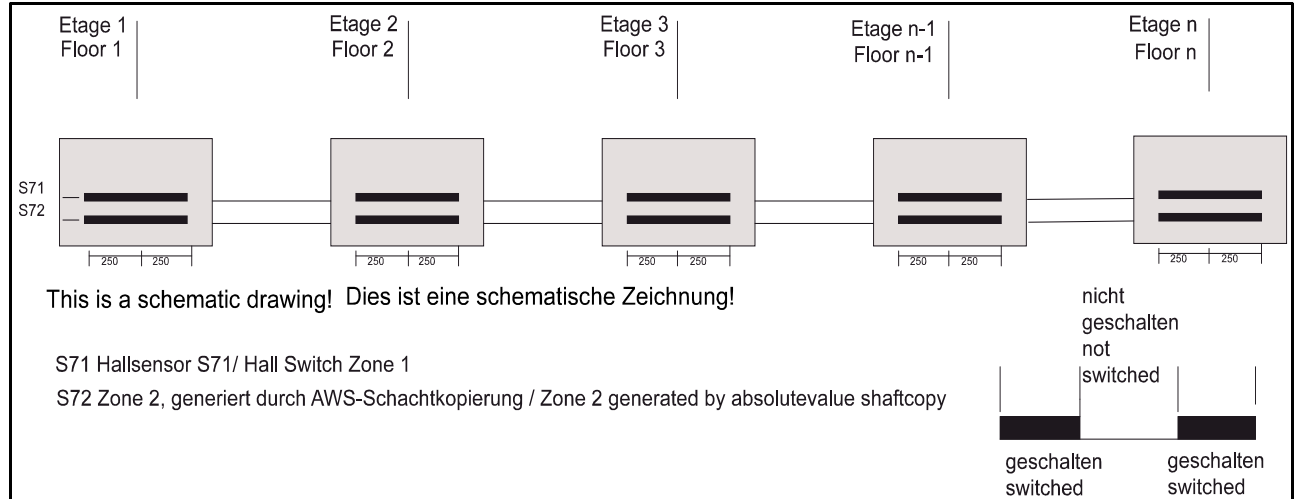 Etage 1
Floor 1
Etage 2
Floor 2
Etage 3
Floor 3
Etage n-1
Floor n-1
Etage n
Floor n
S71
S72
250 250
250 250
250 250
250 250
250 250
This is a schematic drawing! Dies ist eine schematische Zeichnung!
S71 Hallsensor S71/ Hall Switch Zone 1
S72 Zone 2, generiert durch AWS-Schachtkopierung / Zone 2 generated by absolutevalue shaftcopy
nicht
geschalten
not
switched
geschalten
switched
geschalten
switched